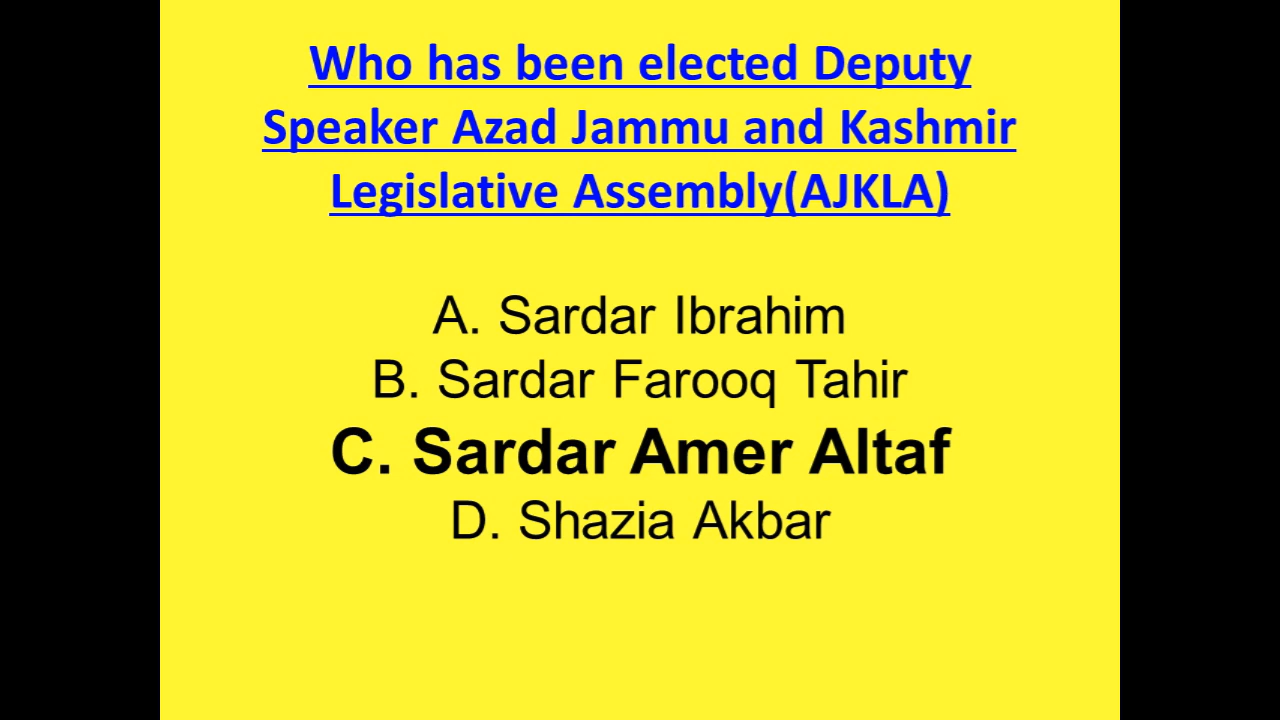 Who has been elected Deputy
Speaker Azad Jammu and Kashmir
Legislative Assembly(AJKLA)
A. Sardar Ibrahim
B. Sardar Farooq Tahir
C. Sardar Amer Altaf
D. Shazia Akbar